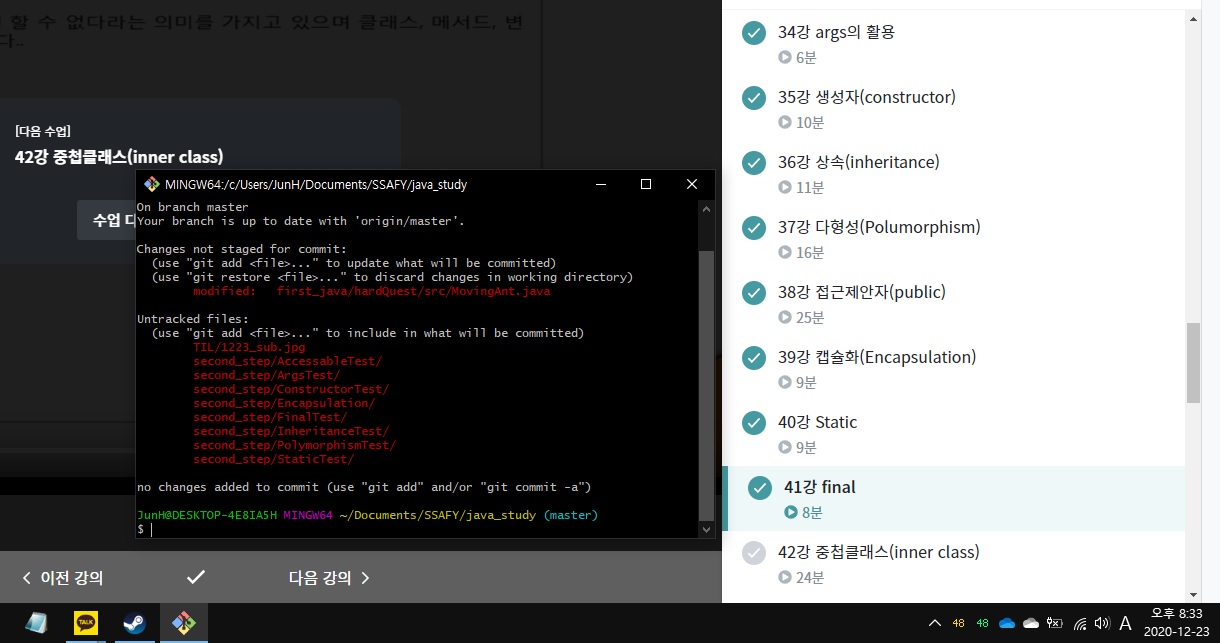 할 수 없다라는 의미를 가지고 있으며 클래스, 메서드, 변
다..
[다음 수업]
42강 중첩클래스(inner class)
수업 다
MINGW64:/c/Users/JunH/Documents/SSAFY/java_study
On branch master
Your branch is up to date with 'origin/master'.
Changes not staged for commit:
(use "git add <file>..." to update what will be committed)
(use "git restore <file>..." to discard changes in working directory)
modified:   first_java/hardQuest/src/MovingAnt.java
Untracked files:
(use "git add <file>..." to include in what will be committed)
TIL/1223_sub.jpg
second_step/AccessableTest/
second_step/ArgsTest/
second_step/ConstructorTest/
second_step/Encapsulation/
second_step/FinalTest/
second_step/InheritanceTest/
second_step/PolymorphismTest/
second_step/StaticTest/
no changes added to commit (use "git add" and/or "git commit -a")
JunH@DESKTOP-4E8IA5H MINGW64 ~/Documents/SSAFY/java_study (master)
$
이전 강의
다음 강의
34강 args의 활용
6분
35강 생성자(constructor)
10분
36강 상속(inheritance)
11분
37강 다형성(Polumorphism)
16분
38강 접근제안자(public)
25분
39강 캡슐화(Encapsulation)
9분
40강 Static
9분
41강 final
8분
42강 중첩클래스(inner class)
24분
TALK
48
48
A
오후 8:33
2020-12-23